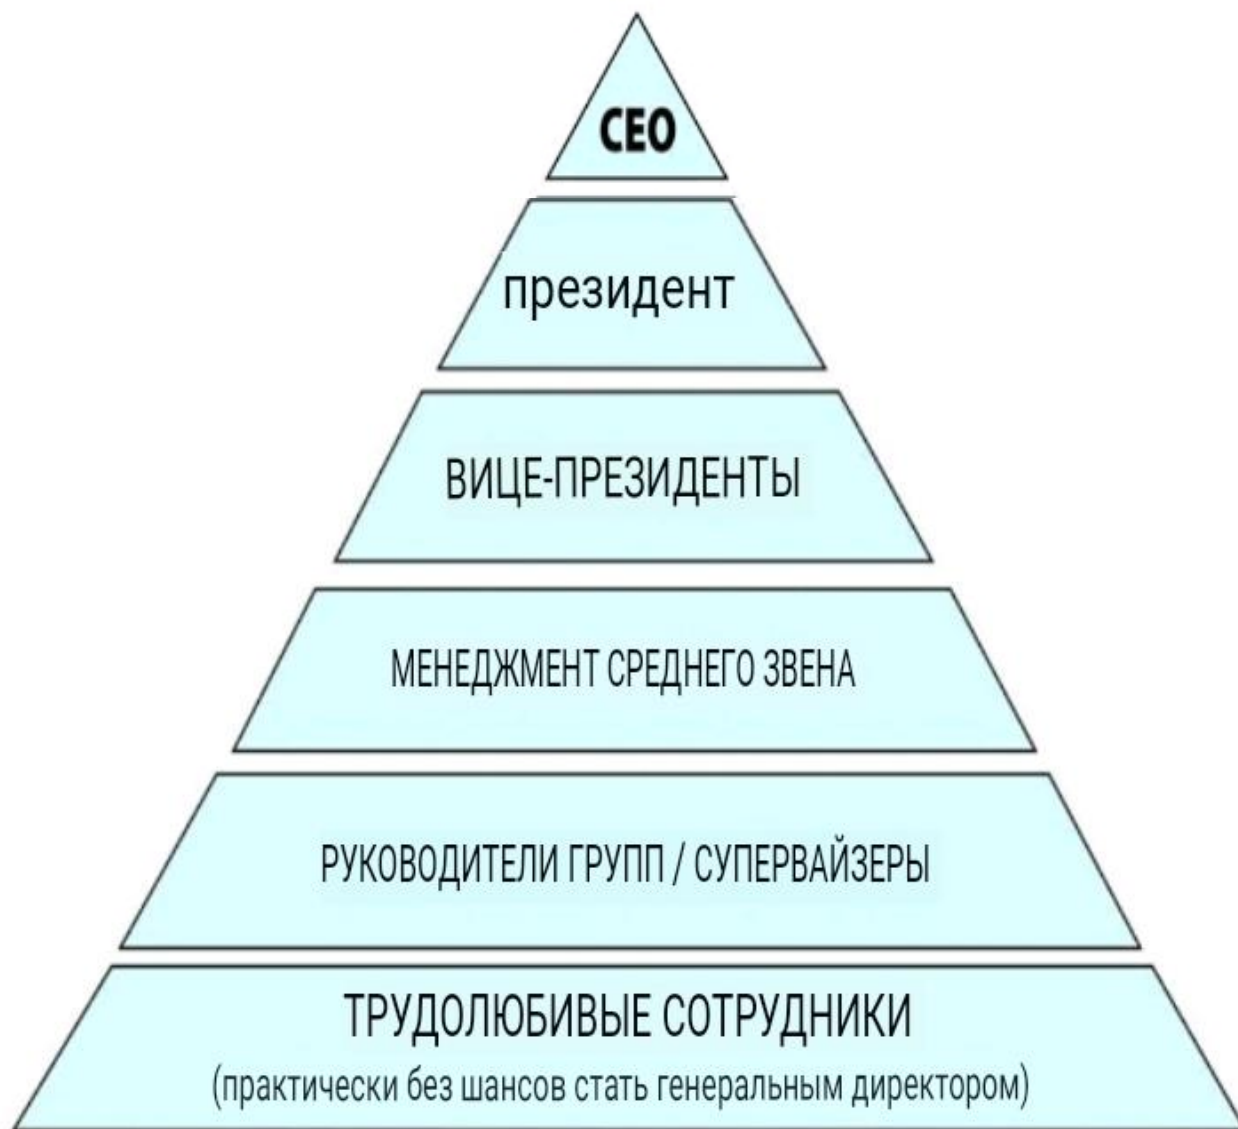 CEO
президент
ВИЦЕ-ПРЕЗИДЕНТЫ
МЕНЕДЖМЕНТ СРЕДНЕГО ЗВЕНА
РУКОВОДИТЕЛИ ГРУПП / СУПЕРВАЙЗЕРЫ
ТРУДОЛЮБИВЫЕ СОТРУДНИКИ
(практически без шансов стать генеральным директором)